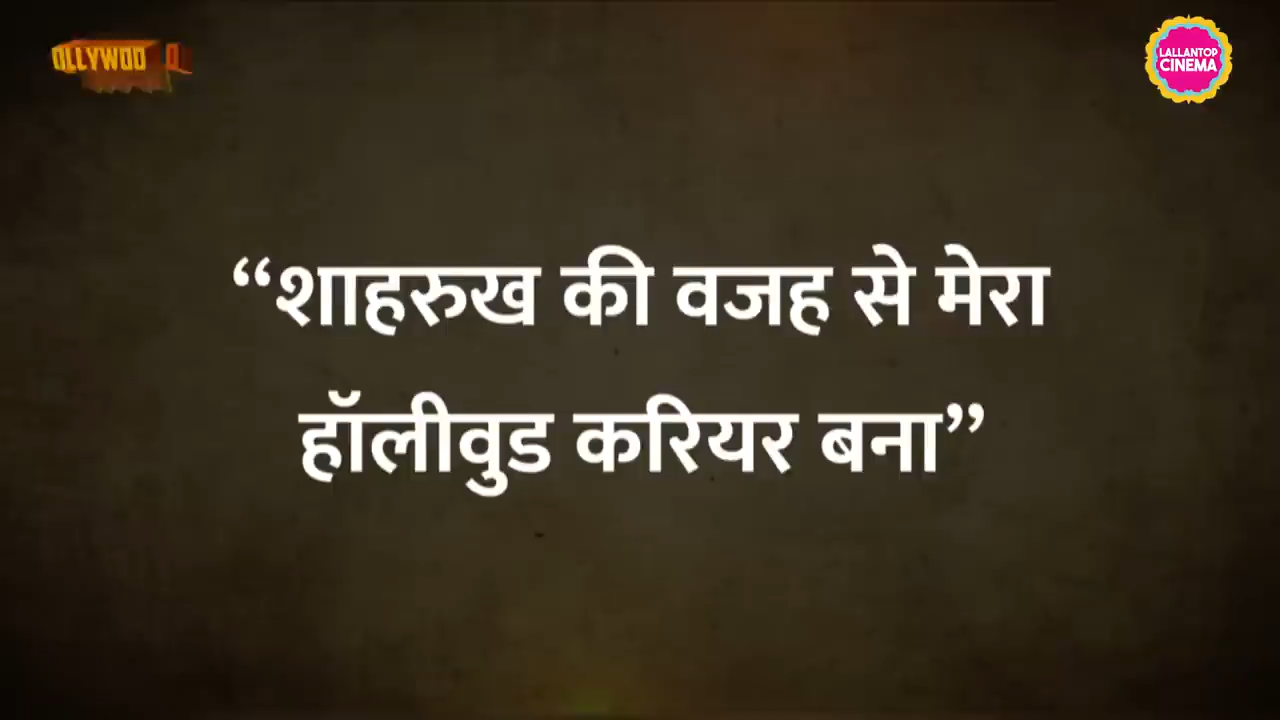 OLLYWOO
LALLANTOP
CINEMA
“शाहरुख की वजह से मेरा
हॉलीवुड करियर बना”